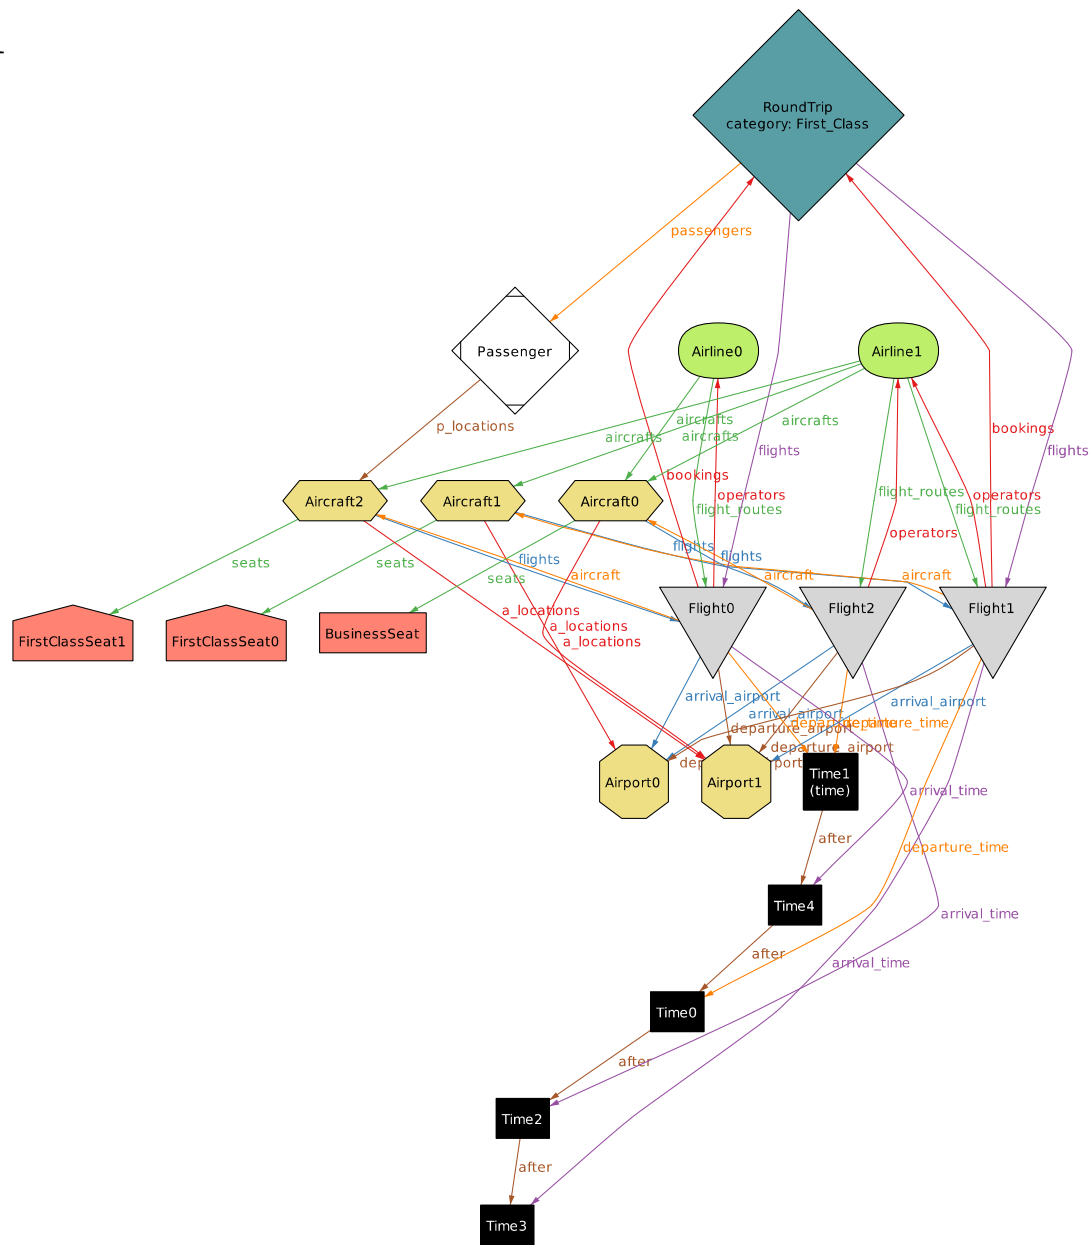 RoundTrip
category: First_Class
passengers
Airline0
Airline1
Passenger
aircrafts
aircrafts
p_locations
bookings
aircrafts
aircrafts
flights
flights
bookings
Aircraft2
Aircraft1
Aircraft0
operators
flight_routes
flight_routes
operators
flight_routes
operators
flights
flights
flights
seats
seats
seats
aircraft
aircraft
aircraft
Flight0
Flight2
Flight1
a_locations
a_locations
a_locations
FirstClassSeat1
FirstClassSeat0
BusinessSeat
arrival_airport
arrival_airport
arrival_airport
departure_time
departure_time
departure_airport
departure_airport
Airport0
Airport1
Time1
(time)
arrival_time
after
departure_time
Time4
arrival_time
after
arrival_time
Time0
after
Time2
after
Time3